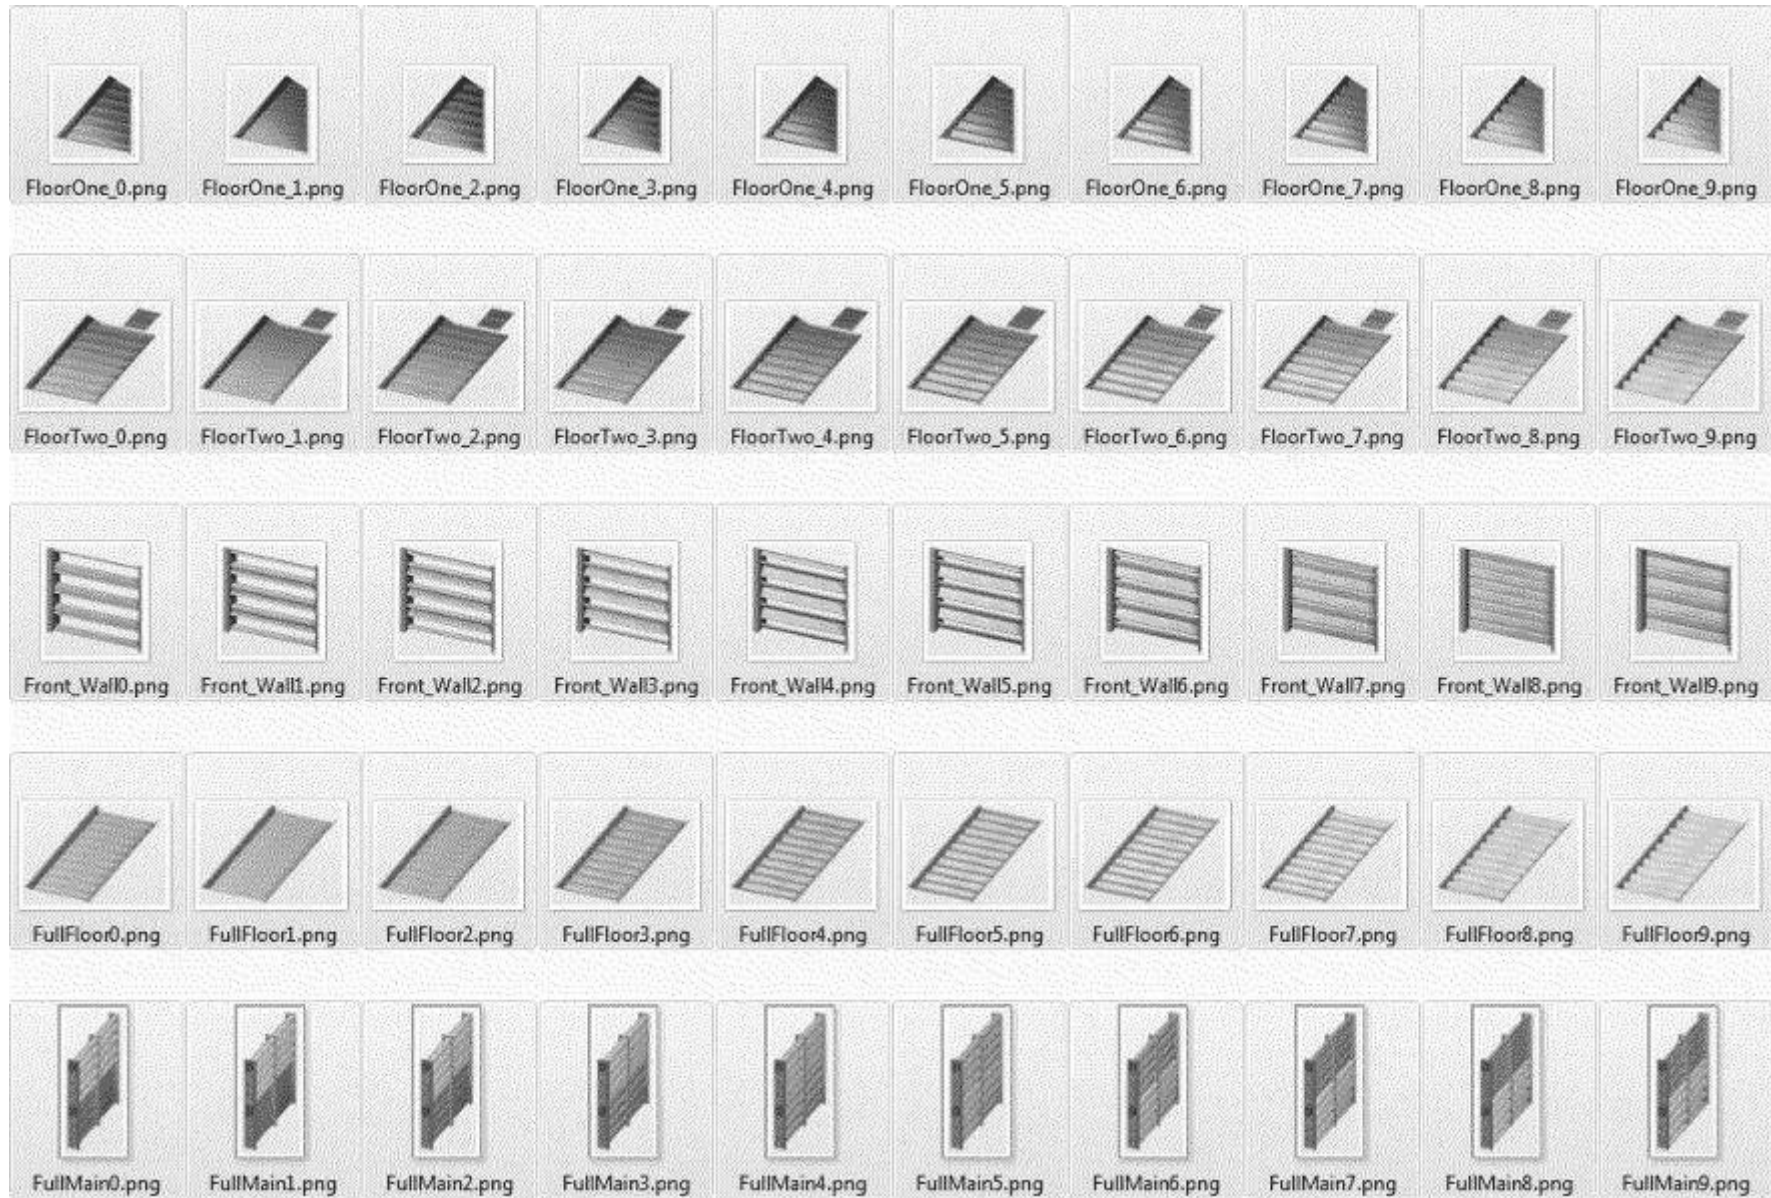 FloorOne_0.png FloorOne_1.png FloorOne_2.png FloorOne_3.png FloorOne_4.png FloorOne_5.png FloorOne_6.png FloorOne_7.png FloorOne_8.png FloorOne_9.png
FloorTwo_0.png FloorTwo_1.png FloorTwo_2.png FloorTwo_3.png FloorTwo_4.png FloorTwo_5.png FloorTwo_6.png FloorTwo_7.png FloorTwo_8.png FloorTwo_9.png
Front_Wall0.png Front_Wall1.png Front_Wall2.png Front_Wall3.png Front_Wall4.png Front_Wall5.png Front_Wall6.png Front_Wall7.png Front_Wall8.png Front_Wall9.png
FullFloor0.png FullFloor1.png FullFloor2.png FullFloor3.png FullFloor4.png FullFloor5.png FullFloor6.png FullFloor7.png FullFloor8.png FullFloor9.png
FullMain0.png FullMain1.png FullMain2.png FullMain3.png FullMain4.png FullMain5.png FullMain6.png FullMain7.png FullMain8.png FullMain9.png